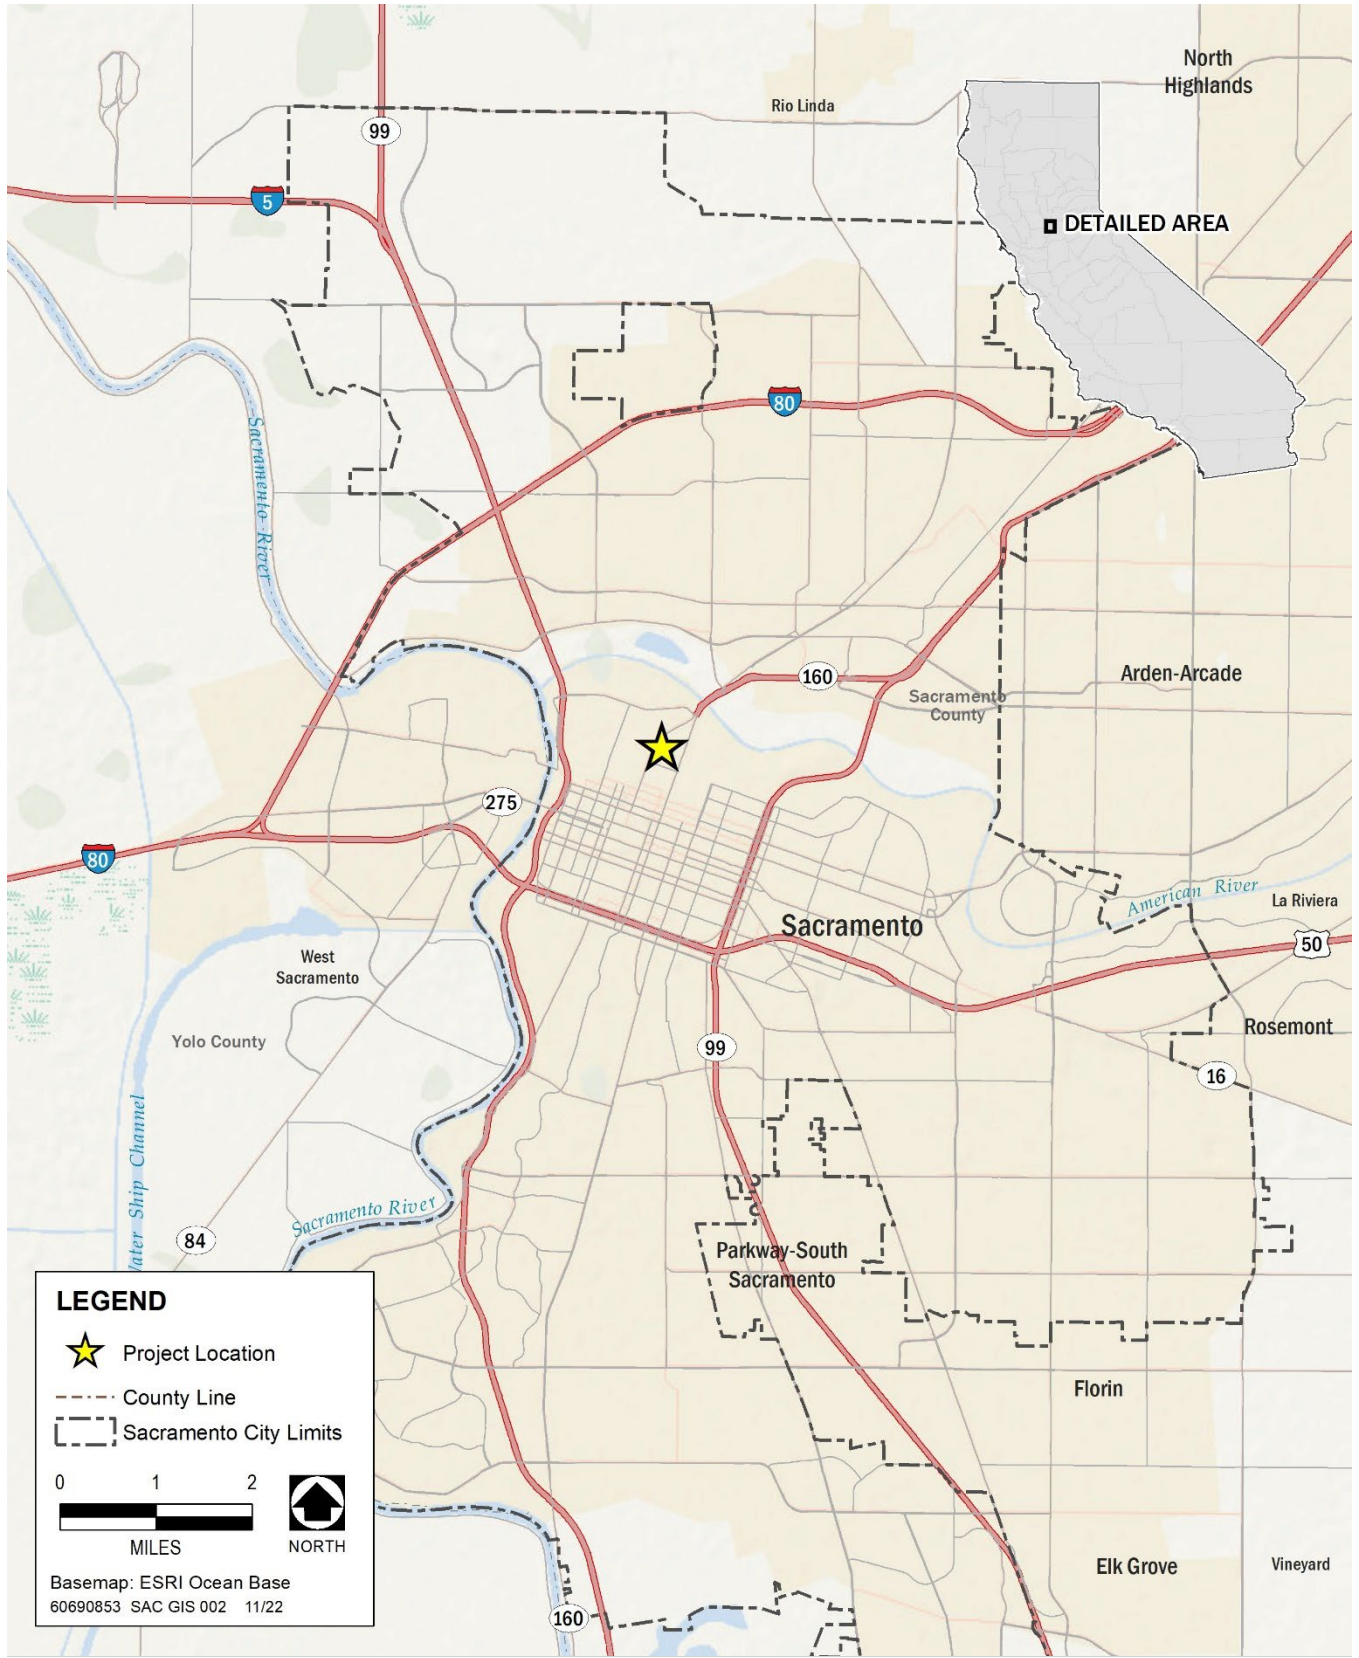 North
Highlands
Rio Linda
99
5
DETAILED AREA
80
Sacramento River
160
Arden-Arcade
Sacramento
County
275
80
American River
La Riviera
Sacramento
50
West
Sacramento
Rosemont
Yolo County
99
16
Water Ship Channel
Sacramento River
84
Parkway-South
Sacramento
LEGEND
Project Location
County Line
Sacramento City Limits
0 1 2
MILES
NORTH
Basemap: ESRI Ocean Base
60690853 SAC GIS 002 11/22
Florin
Elk Grove
Vineyard
160